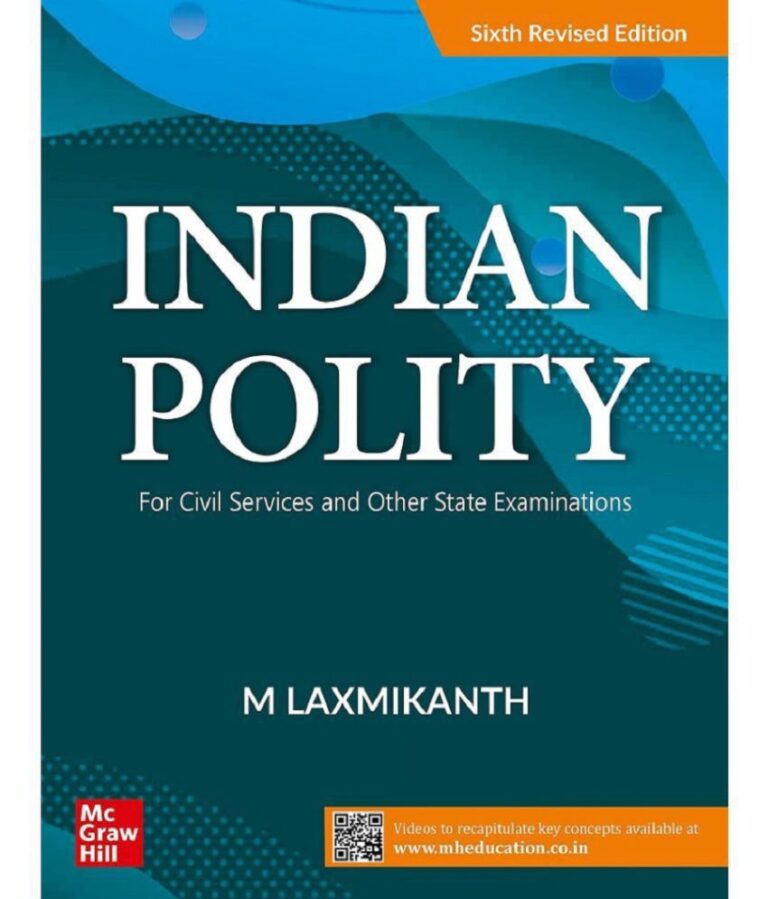 Sixth Revised Edition
INDIAN
POLITY
For Civil Services and Other State Examinations
M LAXMIKANTH
Mc
Graw
Hill
Videos to recapitulate key concepts available at
www.mheducation.co.in